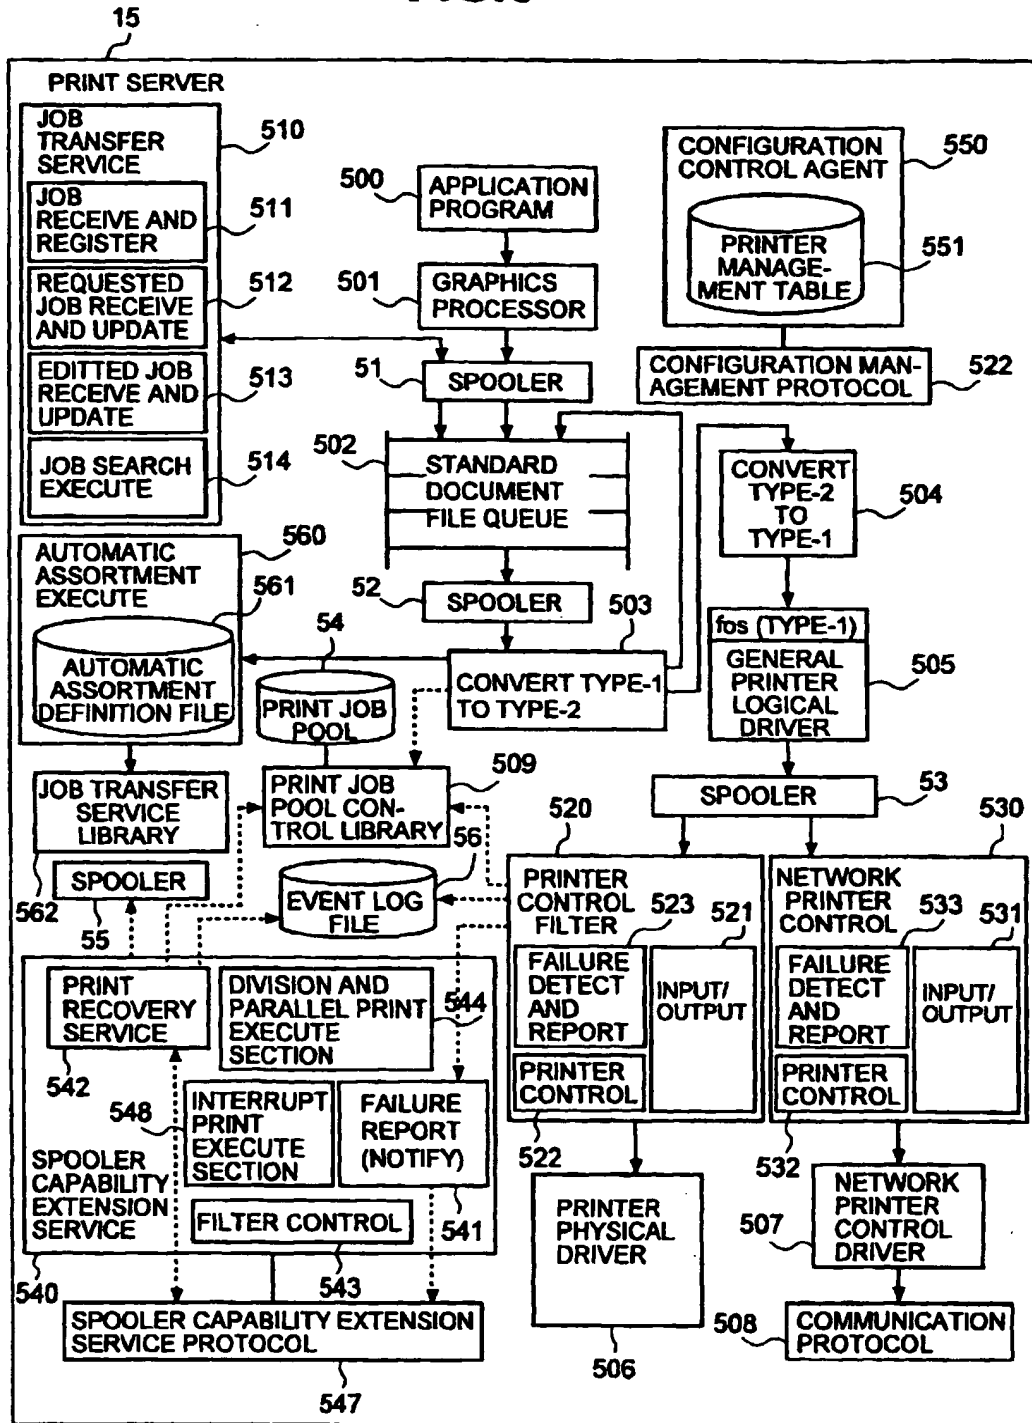 15
PRINT SERVER
JOB
TRANSFER
SERVICE
510
JOB
RECEIVE AND
REGISTER
511
REQUESTED
JOB RECEIVE
AND UPDATE
512
EDITTED JOB
RECEIVE AND
UPDATE
513
JOB SEARCH
EXECUTE
514
500
APPLICATION
PROGRAM
501
GRAPHICS
PROCESSOR
51
SPOOLER
502
STANDARD
DOCUMENT
FILE QUEUE
52
SPOOLER
503
CONVERT TYPE-1
TO TYPE-2
CONFIGURATION
CONTROL AGENT
550
PRINTER
MANAGE-
MENT TABLE
551
CONFIGURATION MAN-
AGEMENT PROTOCOL
522
CONVERT
TYPE-2
TO
TYPE-1
504
fos (TYPE-1)
GENERAL
PRINTER
LOGICAL
DRIVER
505
SPOOLER
53
AUTOMATIC
ASSORTMENT
EXECUTE
560
561
AUTOMATIC
ASSORTMENT
DEFINITION FILE
54
PRINT JOB
POOL
JOB TRANSFER
SERVICE
LIBRARY
562
PRINT JOB
POOL CON-
TROL LIBRARY
509
SPOOLER
55
EVENT LOG
FILE
56
520
PRINTER
CONTROL
FILTER
523
521
FAILURE
DETECT
AND
REPORT
INPUT/
OUTPUT
PRINTER
CONTROL
522
530
NETWORK
PRINTER
CONTROL
533
531
FAILURE
DETECT
AND
REPORT
INPUT/
OUTPUT
PRINTER
CONTROL
532
PRINT
RECOVERY
SERVICE
542
DIVISION AND
PARALLEL PRINT
EXECUTE
SECTION
544
548
INTERRUPT
PRINT
EXECUTE
SECTION
FAILURE
REPORT
(NOTIFY)
541
SPOOLER
CAPABILITY
EXTENSION
SERVICE
540
FILTER CONTROL
543
SPOOLER CAPABILITY EXTENSION
SERVICE PROTOCOL
547
PRINTER
PHYSICAL
DRIVER
506
507
NETWORK
PRINTER
CONTROL
DRIVER
508
COMMUNICATION
PROTOCOL